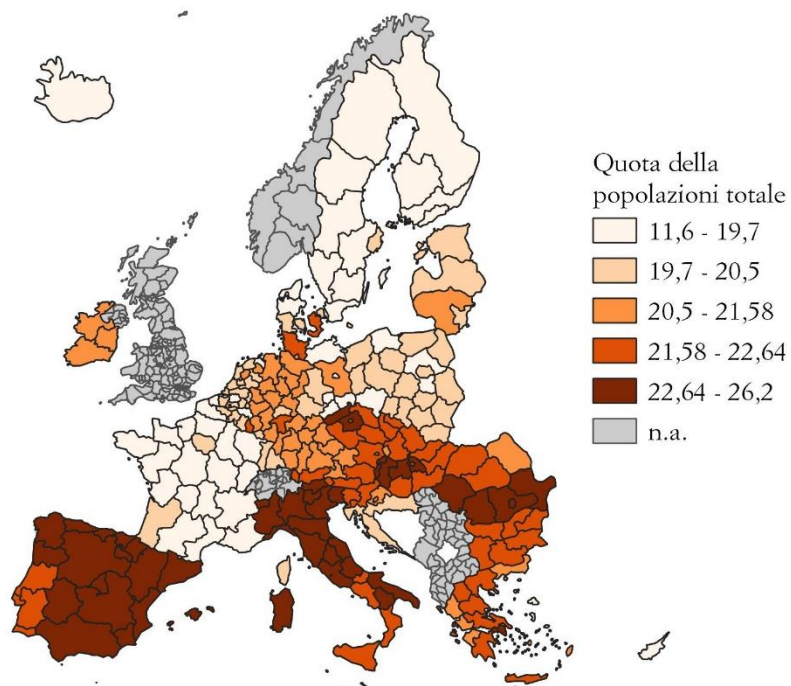 Quota della
popolazioni totale
11,6 - 19,7
19,7 - 20,5
20,5 - 21,58
21,58 - 22,64
22,64 - 26,2
n.a.